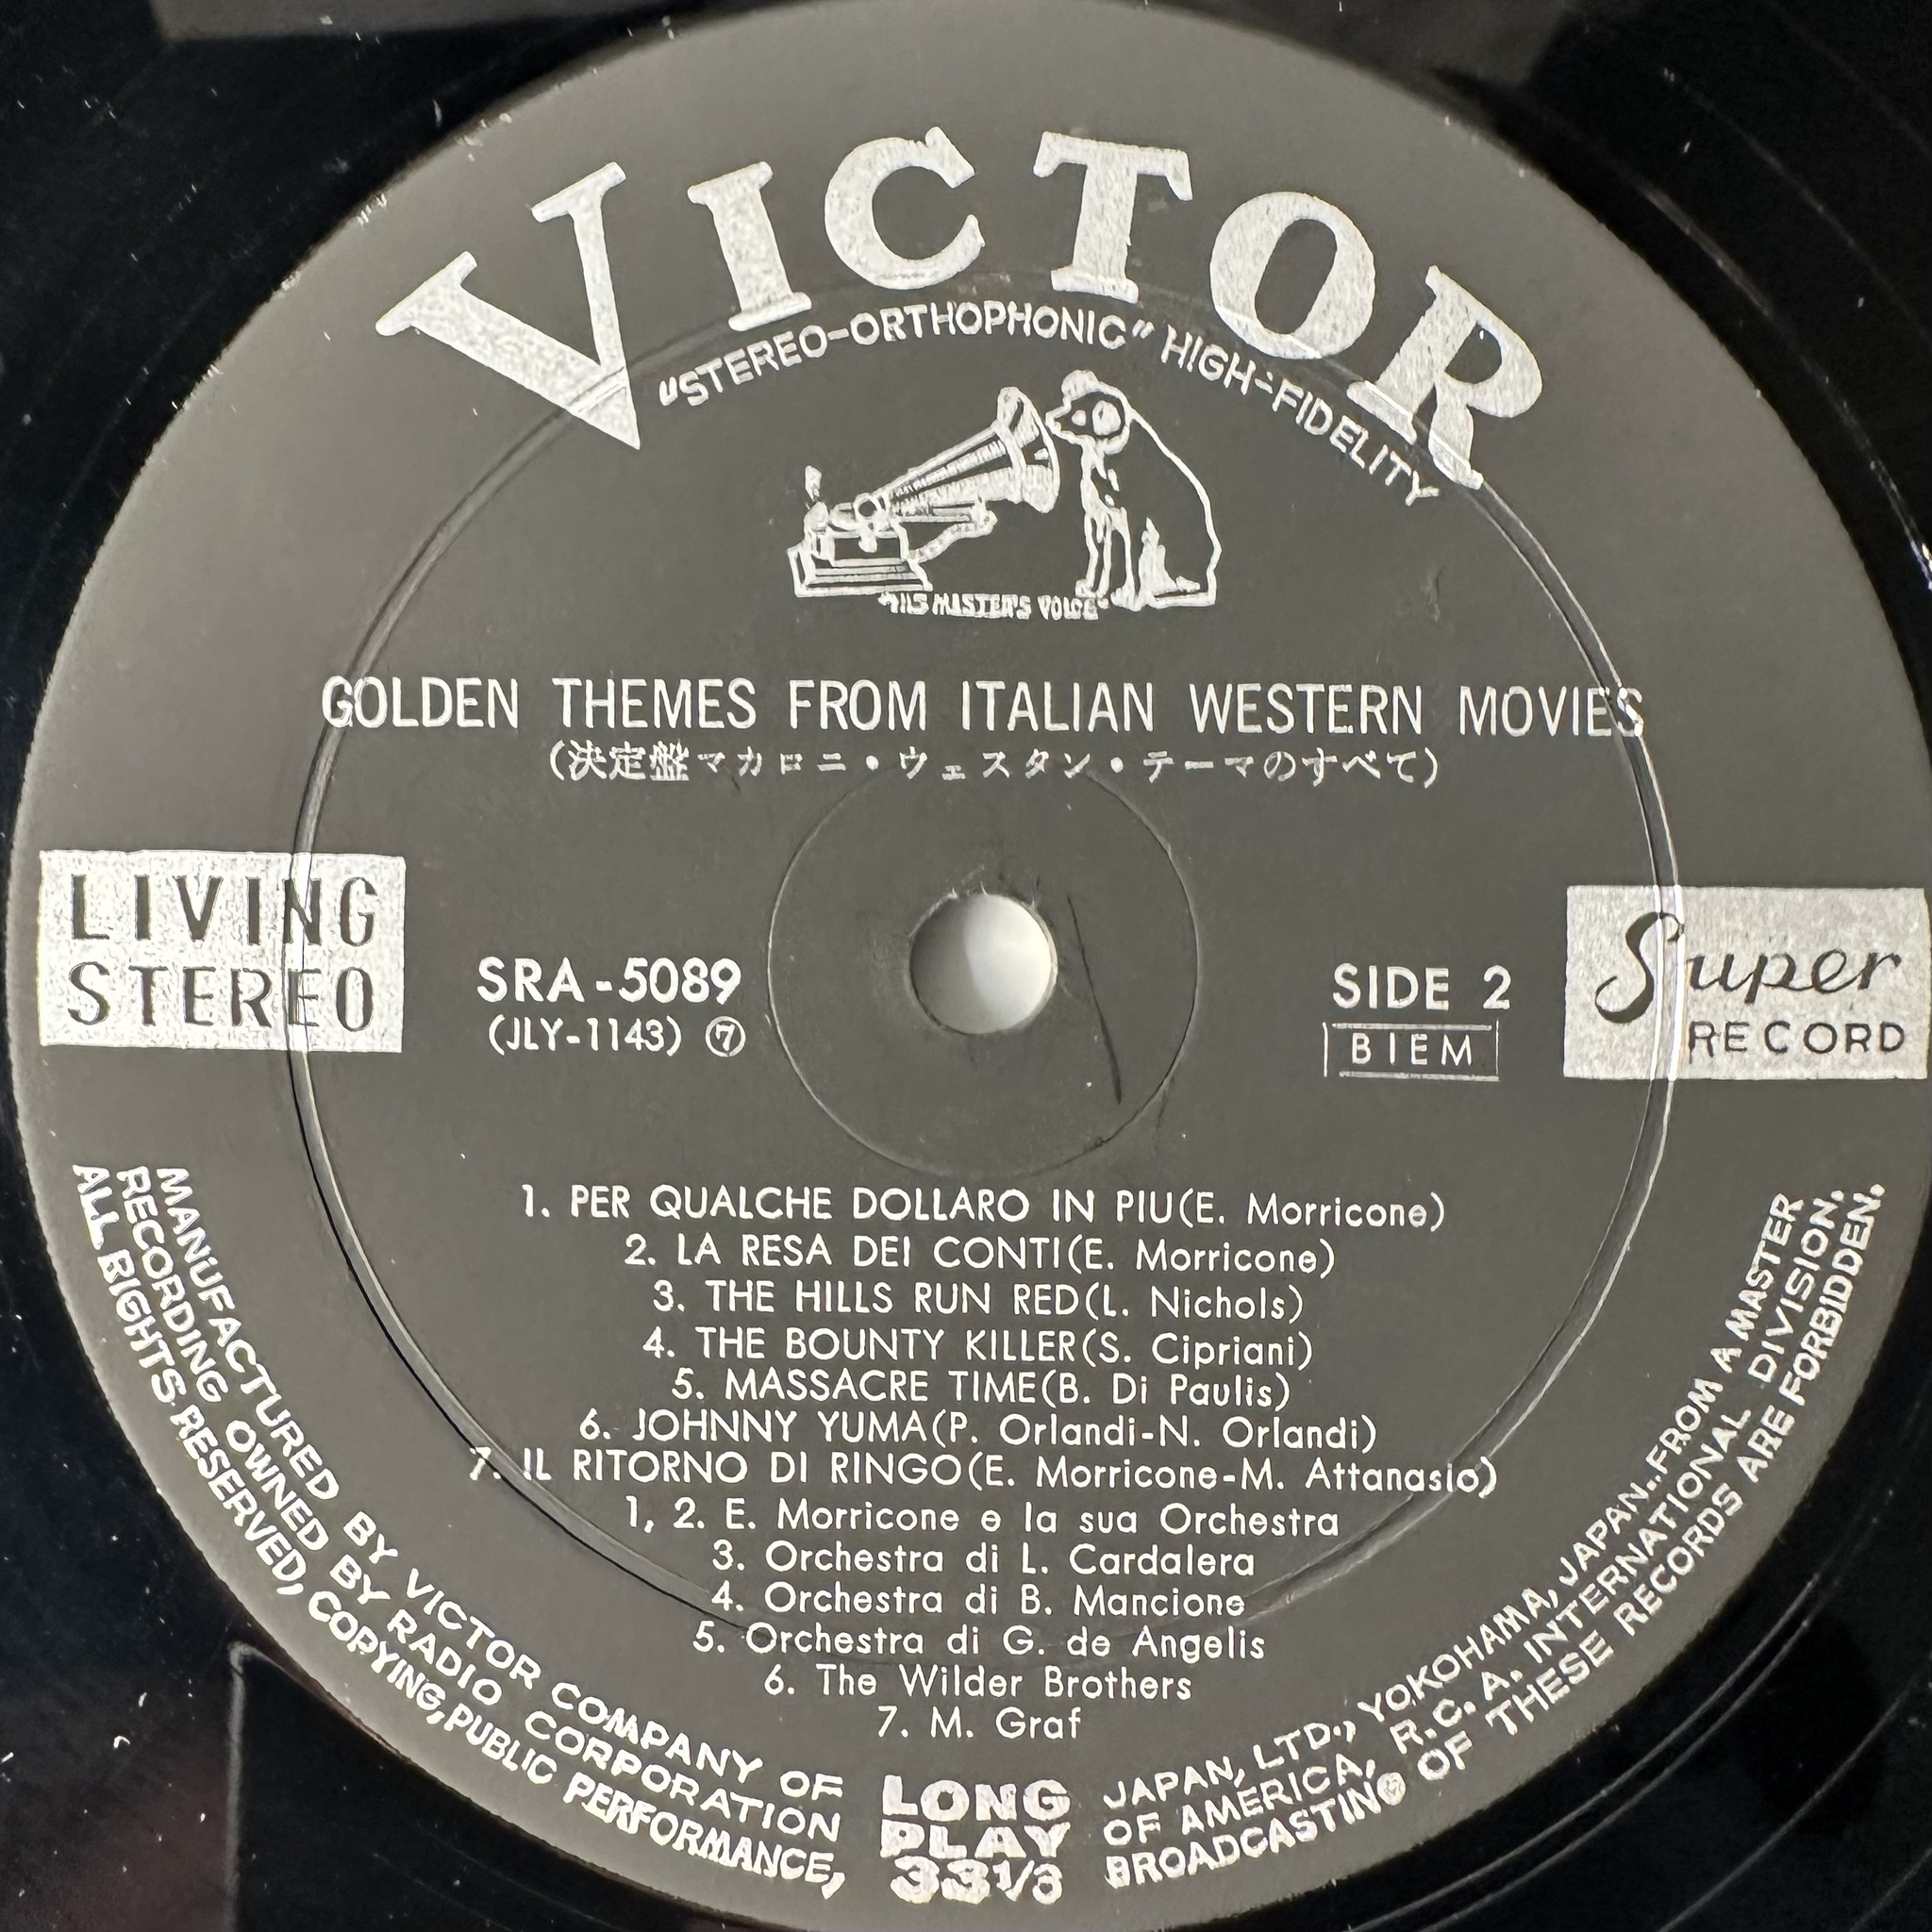 VICTOR
"STEREO-ORTHOPHONIC" HIGH-FIDELITY
"HIS MASTER'S VOICE"
GOLDEN THEMES FROM ITALIAN WESTERN MOVIES
(決定盤マカロニ・ウェスタン・テーマのすべて)
LIVING
STEREO
SRA-5089
(JLY-1143) ⑦
SIDE 2
BIEM
Super
RECORD
1. PER QUALCHE DOLLARO IN PIU(E. Morricone)
2. LA RESA DEI CONTI(E. Morricone)
3. THE HILLS RUN RED(L. Nichols)
4. THE BOUNTY KILLER(S. Cipriani)
5. MASSACRE TIME(B. Di Paulis)
6. JOHNNY YUMA(P. Orlandi-N. Orlandi)
7. IL RITORNO DI RINGO(E. Morricone-M. Attanasio)
1, 2. E. Morricone e la sua Orchestra
3. Orchestra di L. Cardalera
4. Orchestra di B. Mancione
5. Orchestra di G. de Angelis
6. The Wilder Brothers
7. M. Graf
MANUFACTURED BY VICTOR COMPANY OF JAPAN, LTD., YOKOHAMA, JAPAN..FROM A MASTER
RECORDING OWNED BY RADIO CORPORATION OF AMERICA, R.C.A. INTERNATIONAL DIVISION.
ALL RIGHTS RESERVED, COPYING, PUBLIC PERFORMANCE, BROADCASTING OF THESE RECORDS ARE FORBIDDEN.
LONG
PLAY
33 1/3